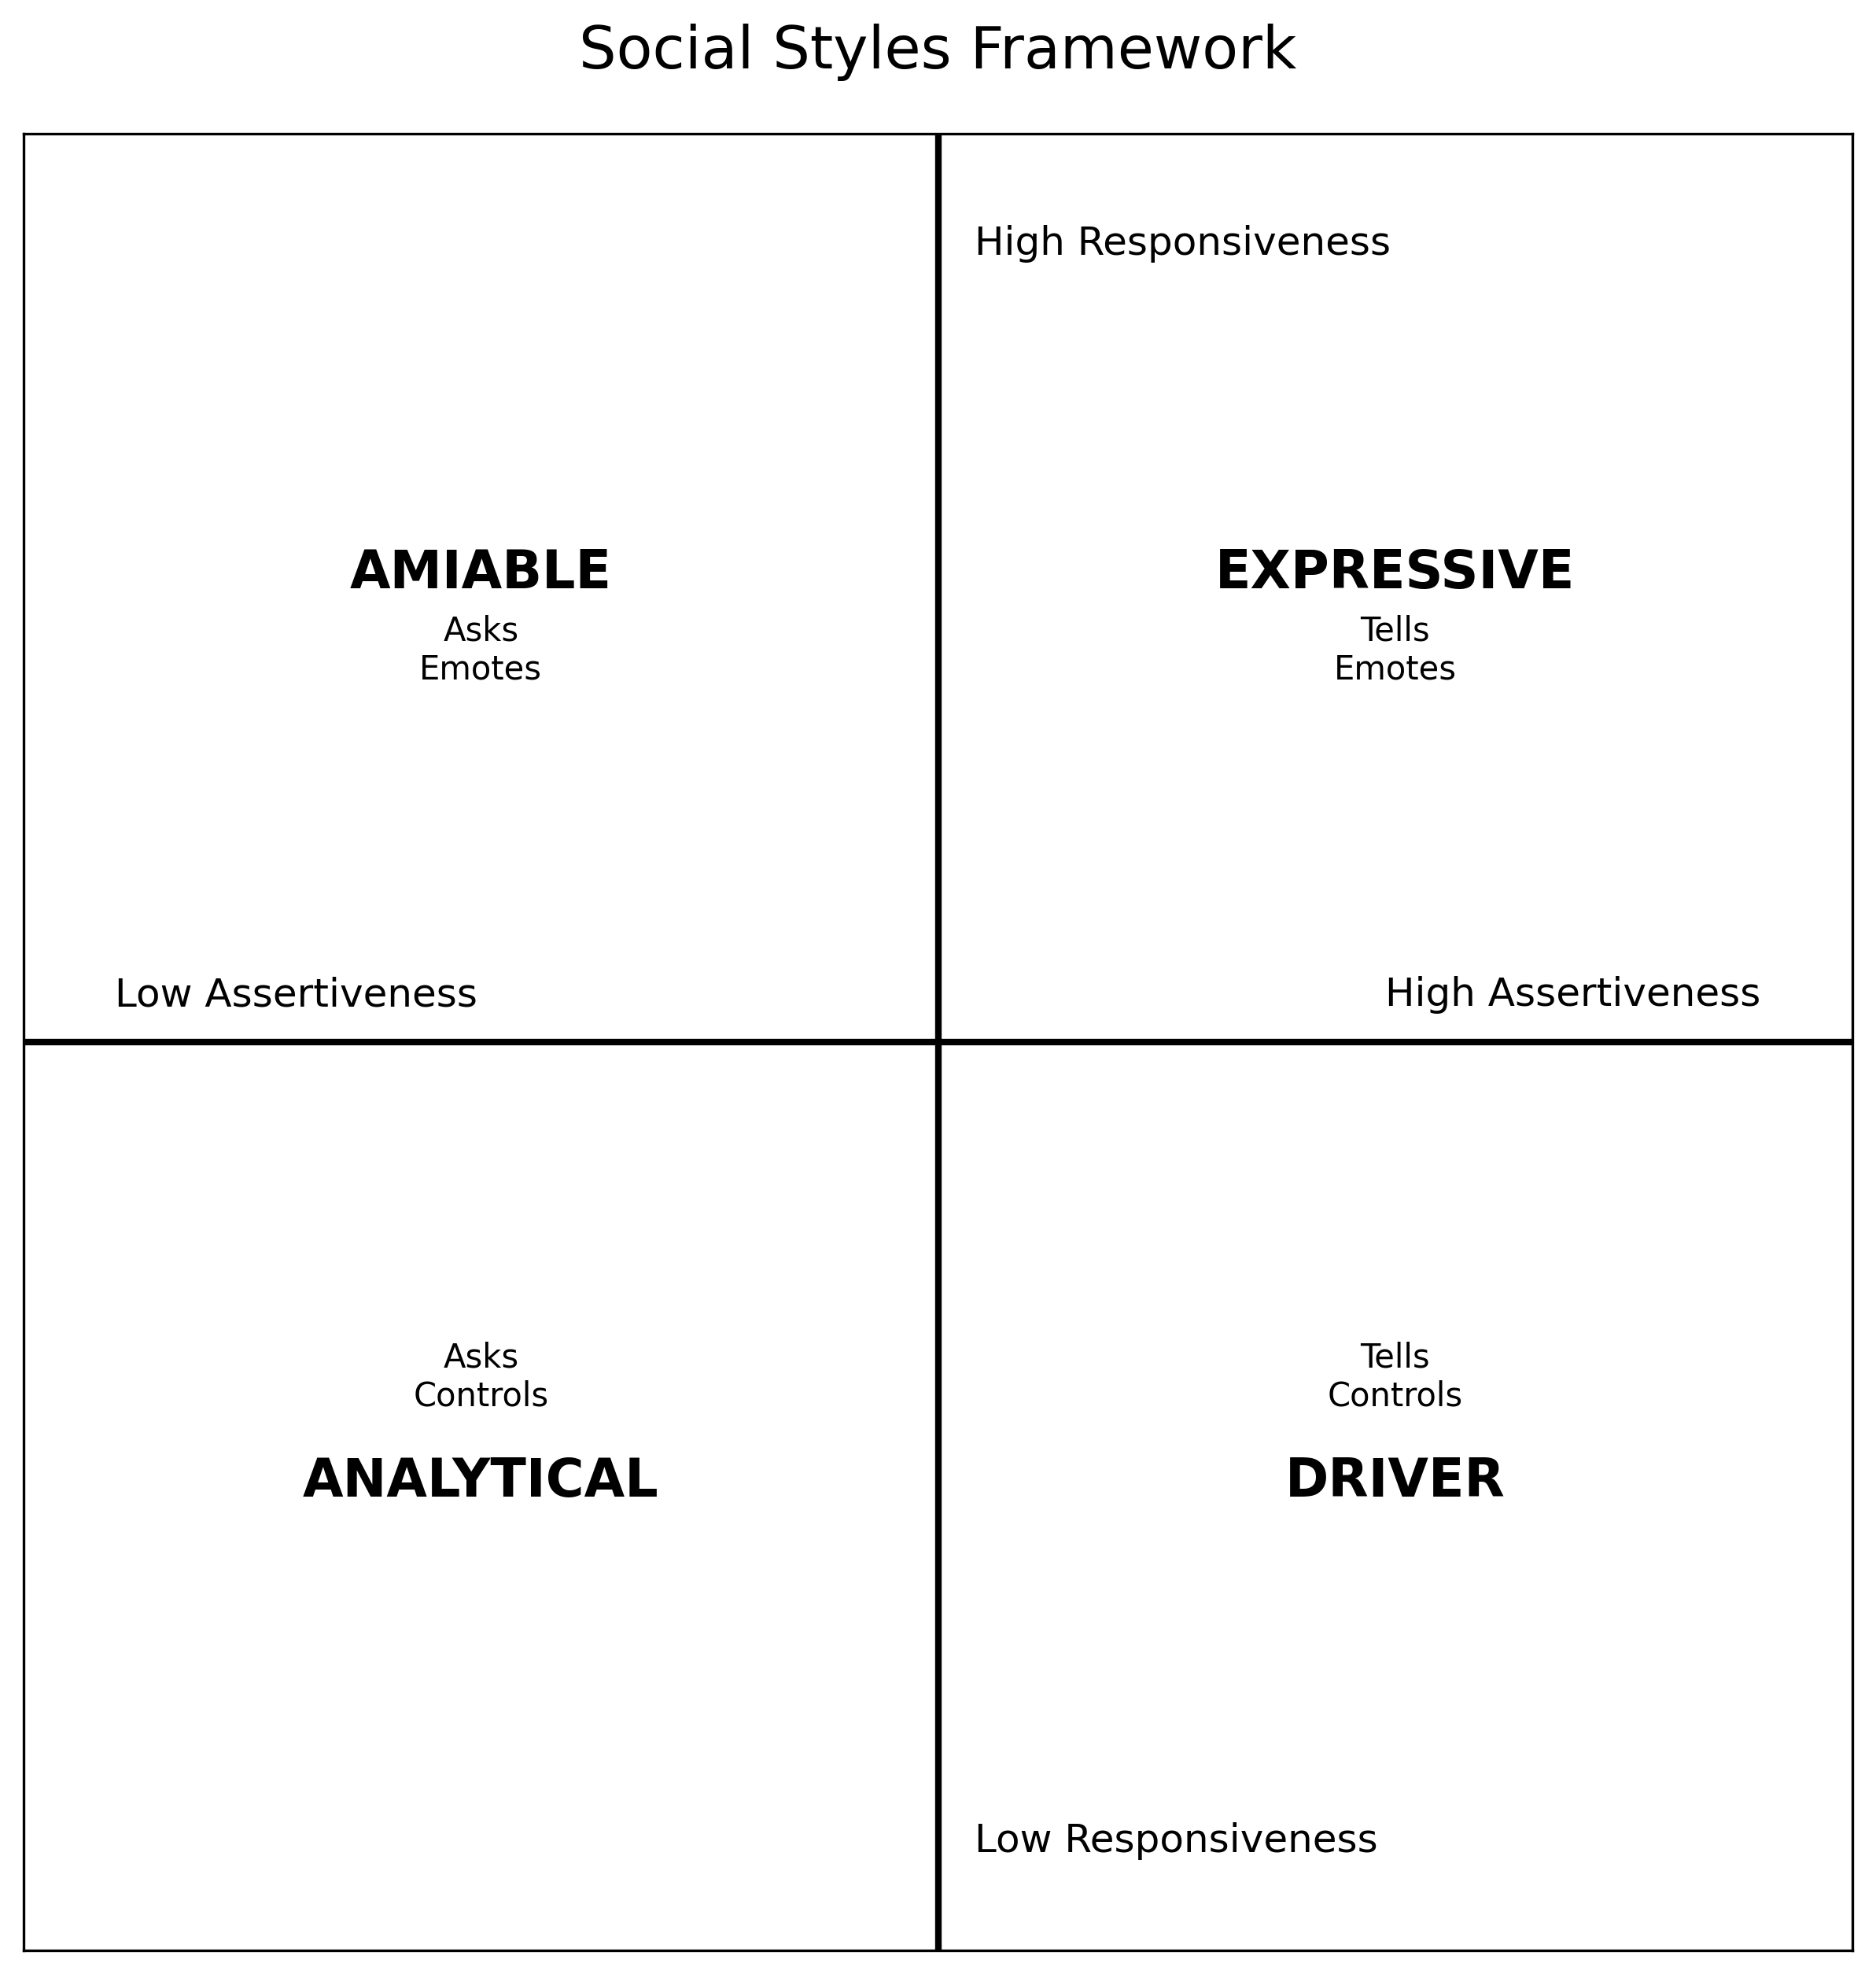 Social Styles Framework
High Responsiveness
AMIABLE
Asks
Emotes
EXPRESSIVE
Tells
Emotes
Low Assertiveness
High Assertiveness
Asks
Controls
ANALYTICAL
Tells
Controls
DRIVER
Low Responsiveness